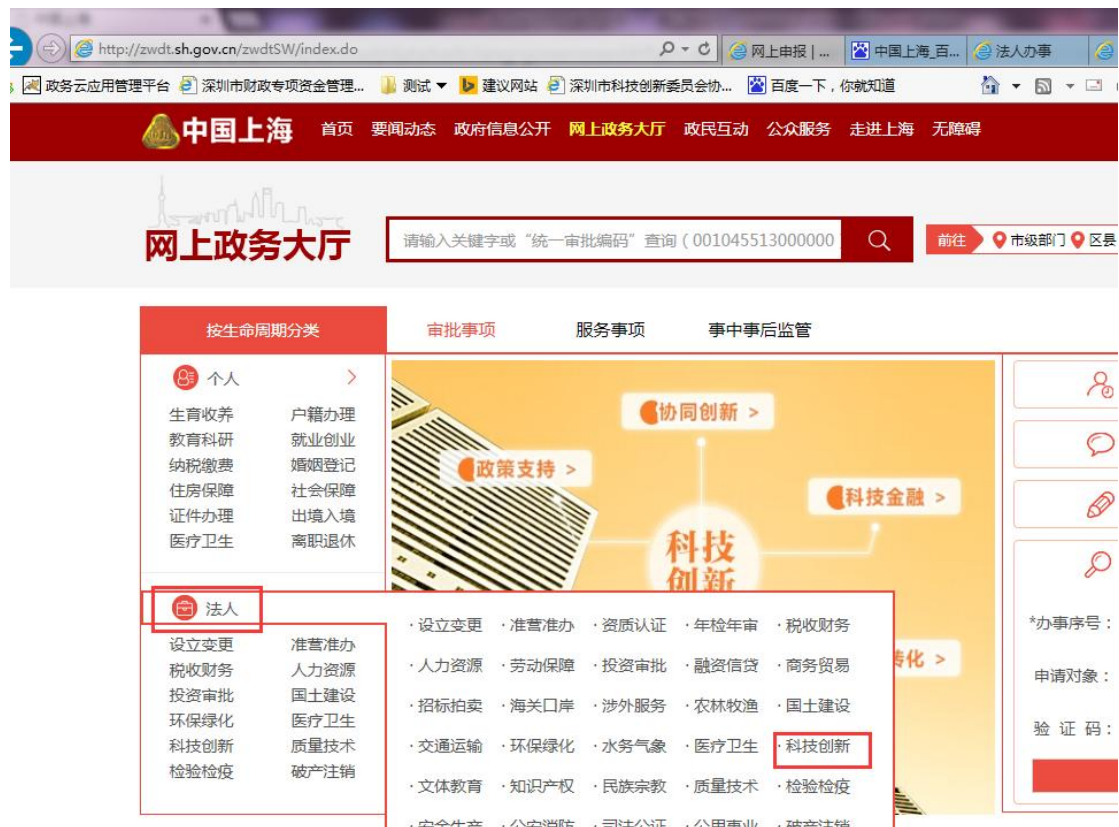 http://zwdt.sh.gov.cn/zwdtSW/index.do 网上申报 | ... 中国上海_百... 法人办事
政务云应用管理平台 深圳市财政专项资金管理... 测试 建议网站 深圳市科技创新委员会协... 百度一下，你就知道
中国上海 首页 要闻动态 政府信息公开 网上政务大厅 政民互动 公众服务 走进上海 无障碍
网上政务大厅 请输入关键字或“统一审批编码”查询 ( 001045513000000 前往 市级部门 区县
按生命周期分类 审批事项 服务事项 事中事后监管
个人
生育收养 户籍办理
教育科研 就业创业
纳税缴费 婚姻登记
住房保障 社会保障
证件办理 出境入境
医疗卫生 离职退休
协同创新 >
政策支持 >
科技金融 >
科技
创新
转化 >
法人
设立变更 准营准办
税收财务 人力资源
投资审批 国土建设
环保绿化 医疗卫生
科技创新 质量技术
检验检疫 破产注销
·设立变更 ·准营准办 ·资质认证 ·年检年审 ·税收财务
·人力资源 ·劳动保障 ·投资审批 ·融资信贷 ·商务贸易
·招标拍卖 ·海关口岸 ·涉外服务 ·农林牧渔 ·国土建设
·交通运输 ·环保绿化 ·水务气象 ·医疗卫生 ·科技创新
·文体教育 ·知识产权 ·民族宗教 ·质量技术 ·检验检疫
·安全生产 ·公安消防 ·司法公证 ·公用事业 ·破产注销
*办事序号：
申请对象：
验 证 码：